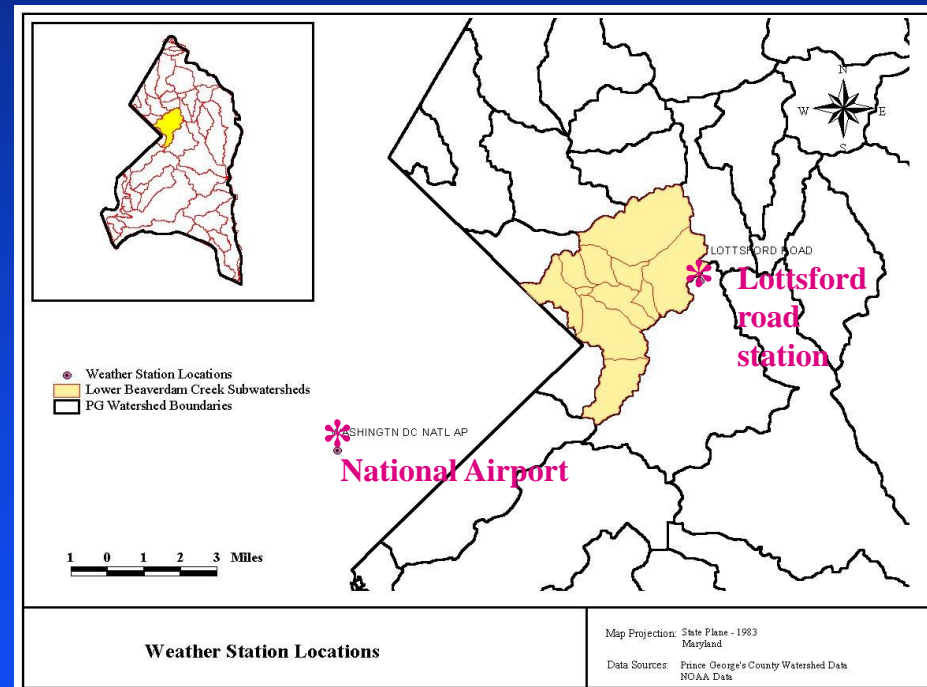 N
W E
S
LOTTSFORD ROAD
Lottsford
road
station
Weather Station Locations
Lower Beaverdam Creek Subwatersheds
PG Watershed Boundaries
WASHINGTN DC NATL AP
National Airport
1 0 1 2 3 Miles
Weather Station Locations
Map Projection: State Plane - 1983
Maryland
Data Sources: Prince George's County Watershed Data
NOAA Data